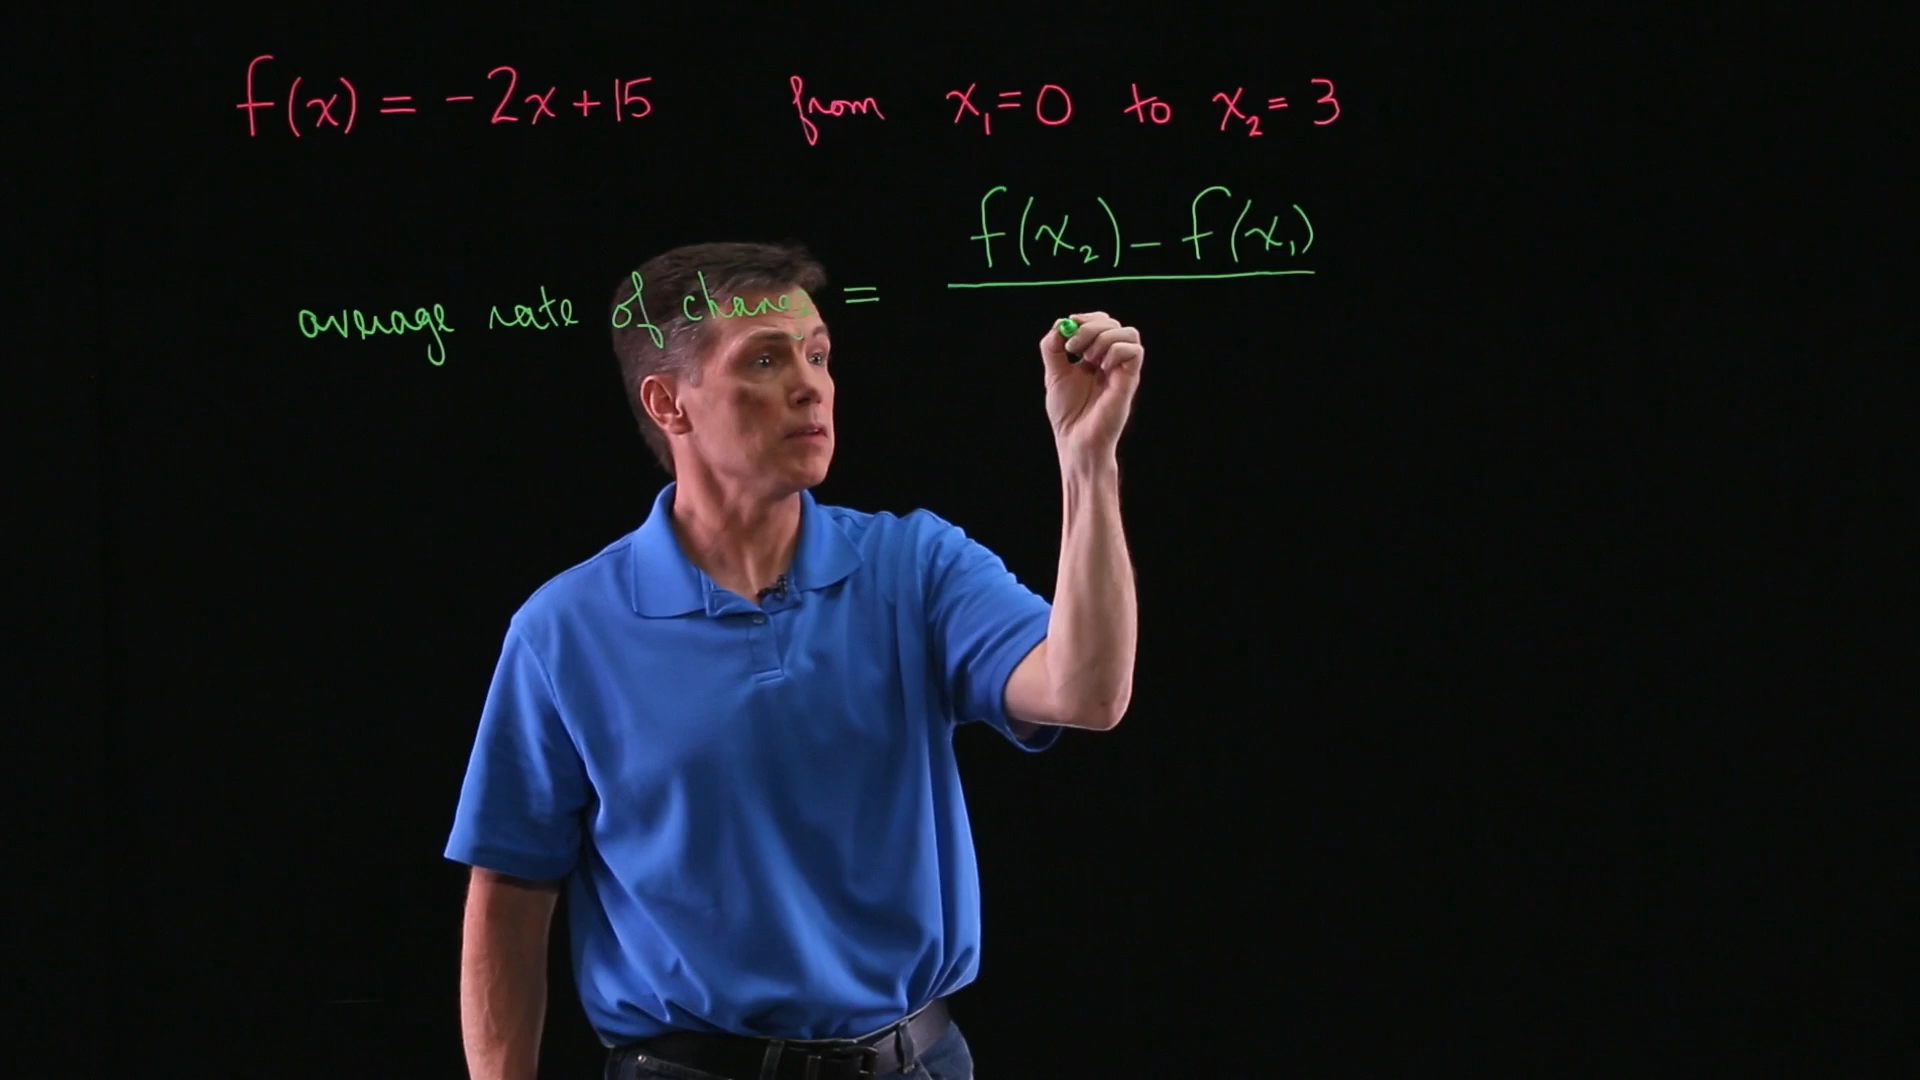 f(x) = -2x+15 from x₁=0 to x₂=3
f(x₂) - f(x₁)
average rate of change =